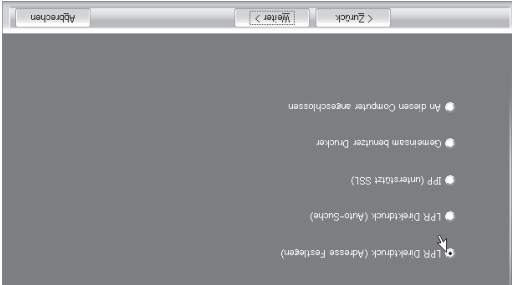 LPR Direktdruck (Adresse Festlegen)
LPR Direktdruck (Auto-Suche)
IPP (unterstützt SSL)
Gemeinsam benutzer Drucker
An diesen Computer angeschlossen
< Zurück Weiter > Abbrechen